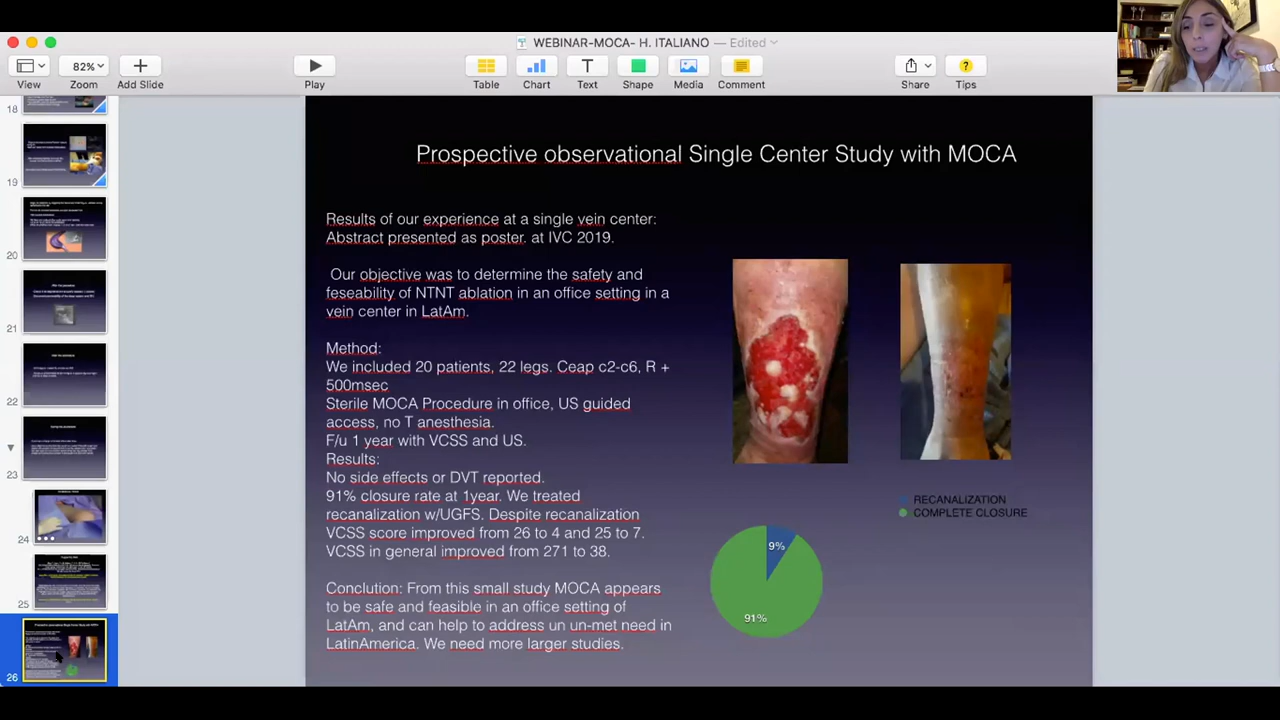 WEBINAR-MOCA- H. ITALIANO — Edited
82%
View
Zoom
Add Slide
Play
Table
Chart
Text
Shape
Media
Comment
Share
Tips
18
19
20
21
22
23
24
25
26
Prospective observational Single Center Study with MOCA
Results of our experience at a single vein center:
Abstract presented as poster. at IVC 2019.
Our objective was to determine the safety and
feseability of NTNT ablation in an office setting in a
vein center in LatAm.
Method:
We included 20 patients, 22 legs. Ceap c2-c6, R +
500msec
Sterile MOCA Procedure in office, US guided
access, no T anesthesia.
F/u 1 year with VCSS and US.
Results:
No side effects or DVT reported.
91% closure rate at 1year. We treated
recanalization w/UGFS. Despite recanalization
VCSS score improved from 26 to 4 and 25 to 7.
VCSS in general improved from 271 to 38.
Conclution: From this small study MOCA appears
to be safe and feasible in an office setting of
LatAm, and can help to address un un-met need in
LatinAmerica. We need more larger studies.
RECANALIZATION
COMPLETE CLOSURE
9%
91%